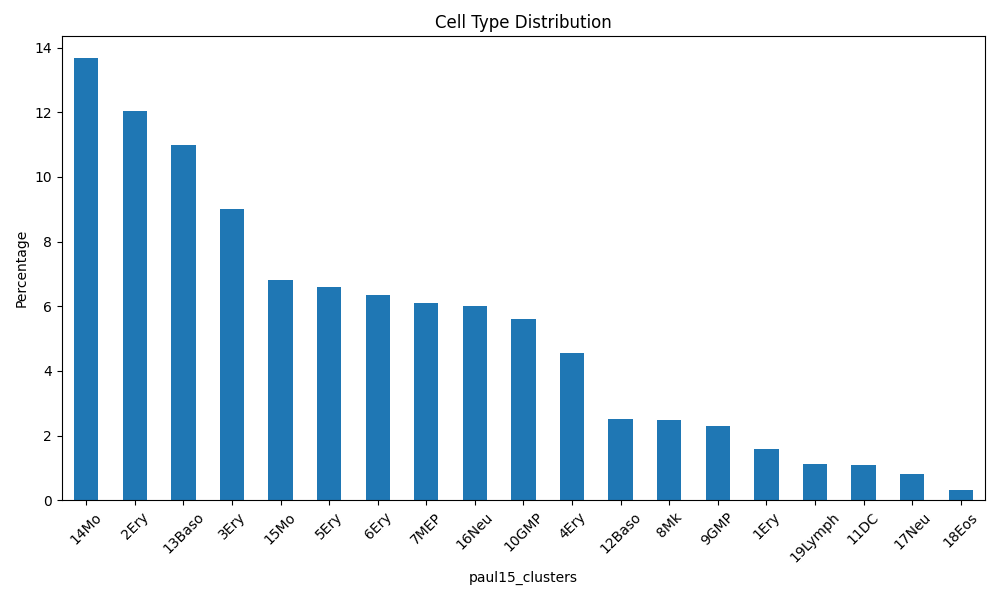 Cell Type Distribution
Percentage
14
12
10
8
6
4
2
0
14Mo
2Ery
13Baso
3Ery
15Mo
5Ery
6Ery
7MEP
16Neu
10GMP
4Ery
12Baso
8Mk
9GMP
1Ery
19Lymph
11DC
17Neu
18Eos
paul15_clusters